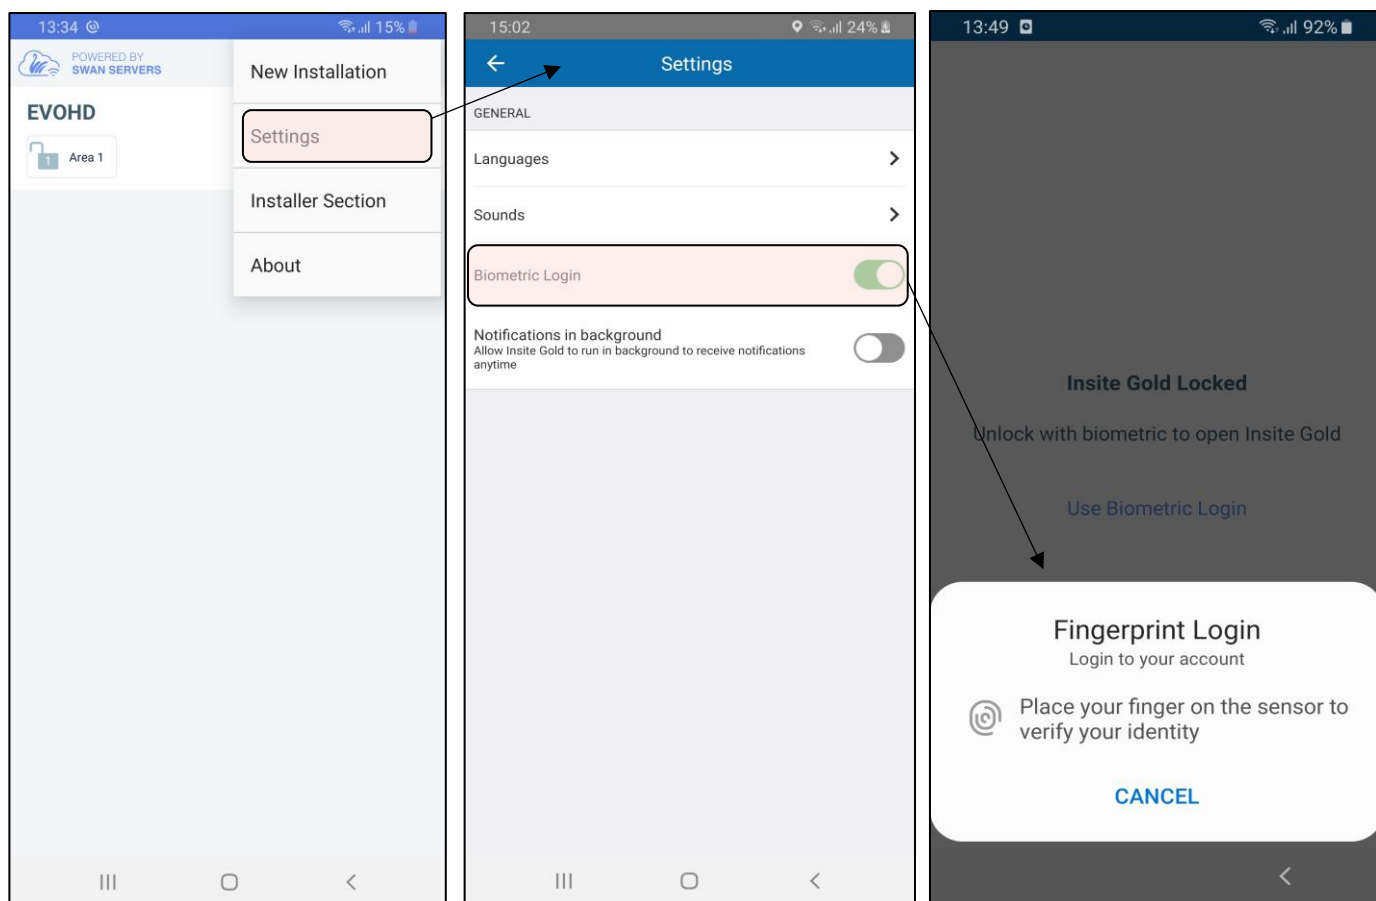 13:34
15%
POWERED BY
SWAN SERVERS
EVOHD
1
Area 1
New Installation
Settings
Installer Section
About
15:02
24%
Settings
GENERAL
Languages
Sounds
Biometric Login
Notifications in background
Allow Insite Gold to run in background to receive notifications
anytime
13:49
92%
Insite Gold Locked
Unlock with biometric to open Insite Gold
Use Biometric Login
Fingerprint Login
Login to your account
Place your finger on the sensor to
verify your identity
CANCEL